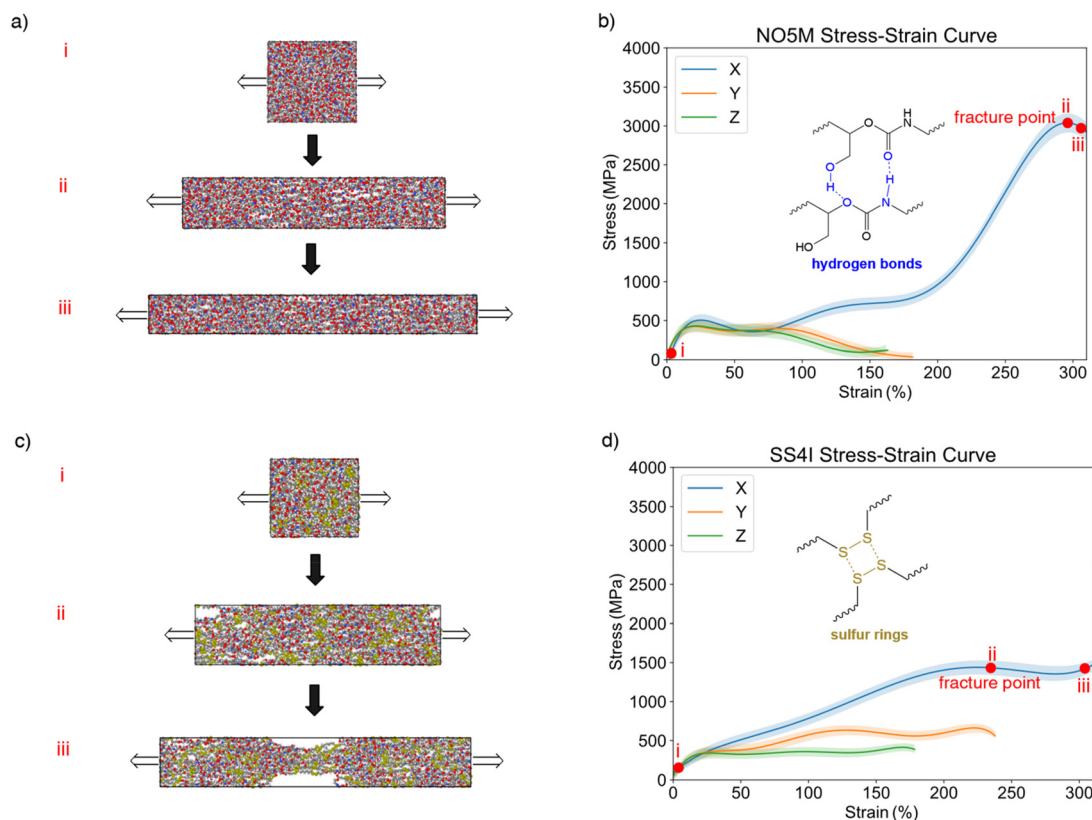 a)
i
ii
iii
b)
NO5M Stress-Strain Curve
4000
3500
3000
2500
2000
1500
1000
500
0
Stress (MPa)
X
Y
Z
ii
fracture point
iii
i
O
H
N
O
O
H
O
H
N
O
O
HO
hydrogen bonds
0
50
100
150
200
250
300
Strain (%)
c)
i
ii
iii
d)
SS4I Stress-Strain Curve
4000
3500
3000
2500
2000
1500
1000
500
0
Stress (MPa)
X
Y
Z
S
S
S
S
sulfur rings
ii
fracture point
iii
i
0
50
100
150
200
250
300
Strain (%)